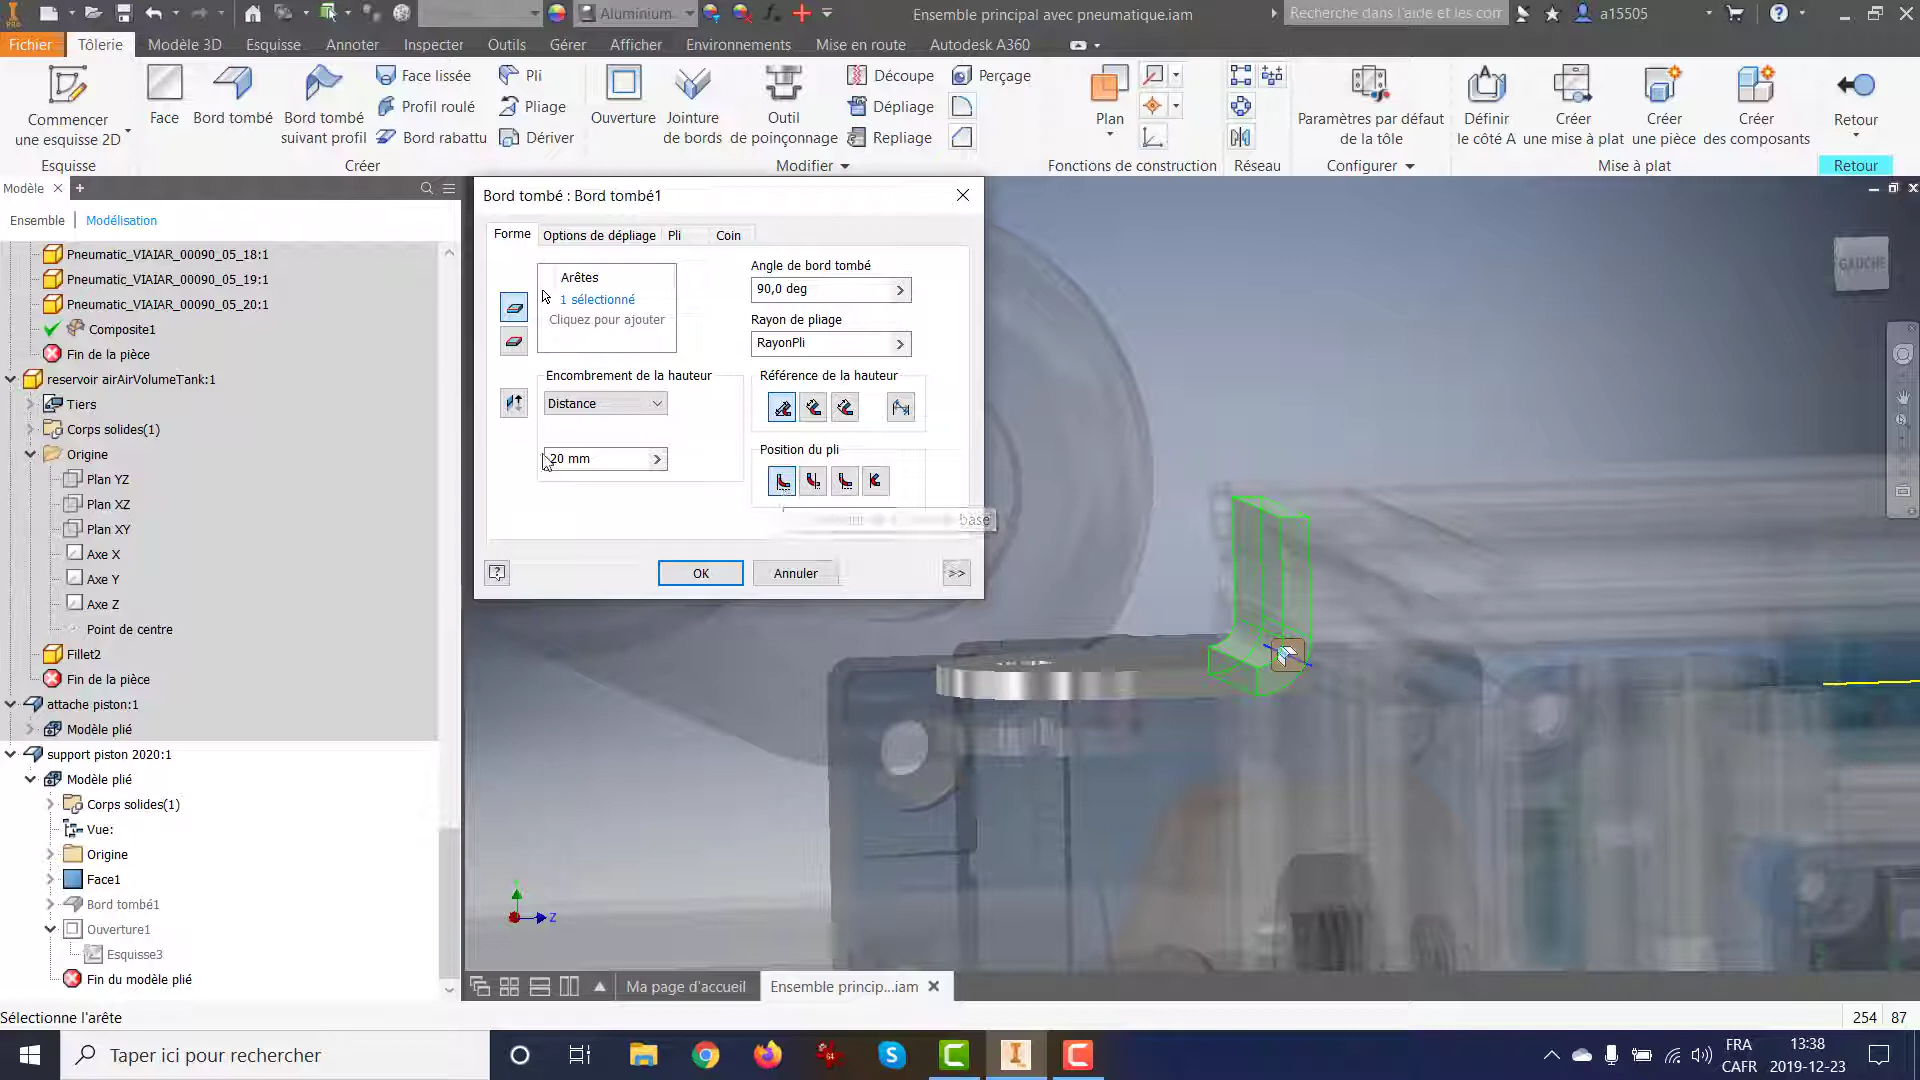 Aluminium
Ensemble principal avec pneumatique.iam
Recherche dans l'aide et les com
a15505
Fichier
Tôlerie
Modèle 3D
Esquisse
Annoter
Inspecter
Outils
Gérer
Afficher
Environnements
Mise en route
Autodesk A360
Commencer
une esquisse 2D
Face
Bord tombé
Bord tombé
suivant profil
Face lissée
Profil roulé
Bord rabattu
Pli
Pliage
Dériver
Ouverture
Jointure
de bords
Outil
de poinçonnage
Découpe
Dépliage
Repliage
Perçage
Plan
Paramètres par défaut
de la tôle
Définir
le côté A
Créer
une mise à plat
Créer
une pièce
Créer
des composants
Retour
Esquisse
Créer
Modifier
Fonctions de construction
Réseau
Configurer
Mise à plat
Retour
Modèle
Ensemble
Modélisation
Pneumatic_VIAIAR_00090_05_18:1
Pneumatic_VIAIAR_00090_05_19:1
Pneumatic_VIAIAR_00090_05_20:1
Composite1
Fin de la pièce
reservoir airAirVolumeTank:1
Tiers
Corps solides(1)
Origine
Plan YZ
Plan XZ
Plan XY
Axe X
Axe Y
Axe Z
Point de centre
Fillet2
Fin de la pièce
attache piston:1
Modèle plié
support piston 2020:1
Modèle plié
Corps solides(1)
Vue:
Origine
Face1
Bord tombé1
Ouverture1
Esquisse3
Fin du modèle plié
Bord tombé : Bord tombé1
Forme
Options de dépliage
Pli
Coin
Arêtes
1 sélectionné
Cliquez pour ajouter
Angle de bord tombé
90,0 deg
Rayon de pliage
RayonPli
Encombrement de la hauteur
Distance
20 mm
Référence de la hauteur
Position du pli
base
OK
Annuler
>>
GAUCHE
Z
Ma page d'accueil
Ensemble princip...iam
Sélectionne l'arête
254 87
Taper ici pour rechercher
FRA
CAFR
13:38
2019-12-23